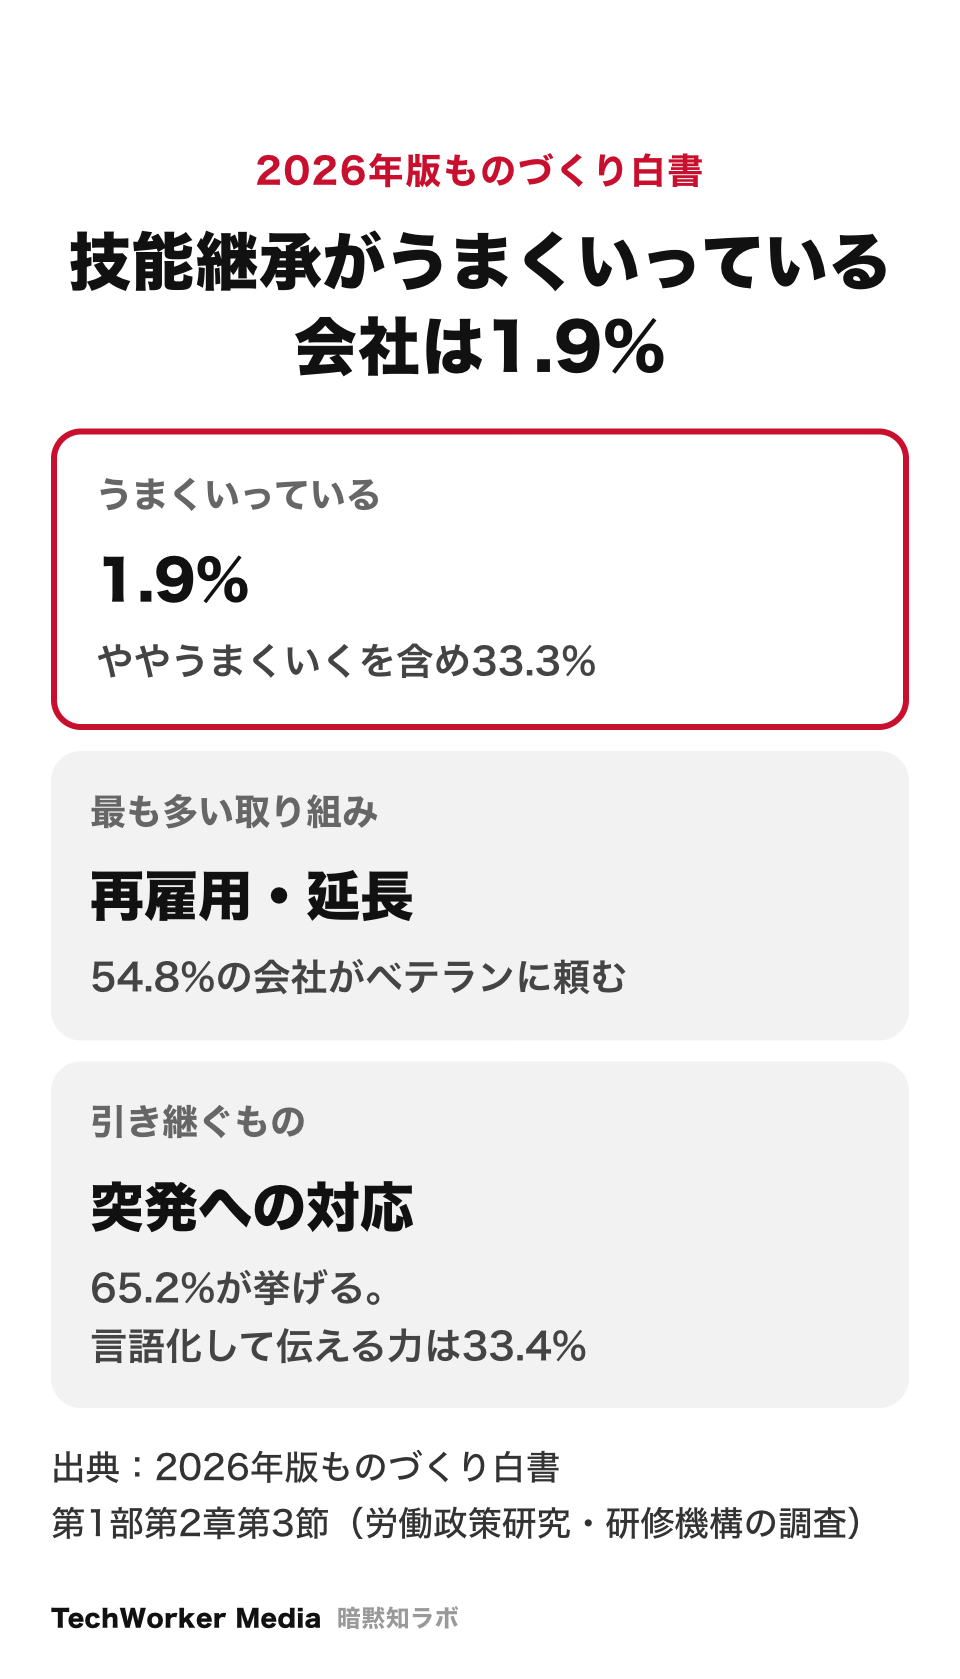 2026年版ものづくり白書
技能継承がうまくいっている
会社は1.9%
うまくいっている
1.9%
ややうまくいくを含め33.3%
最も多い取り組み
再雇用・延長
54.8%の会社がベテランに頼む
引き継ぐもの
突発への対応
65.2%が挙げる。
言語化して伝える力は33.4%
出典：2026年版ものづくり白書
第1部第2章第3節（労働政策研究・研修機構の調査）
TechWorker Media 暗黙知ラボ